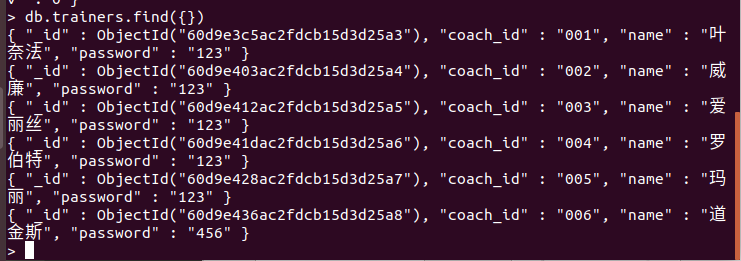 > db.trainers.find({})
{ "_id" : ObjectId("60d9e3c5ac2fdcb15d3d25a3"), "coach_id" : "001", "name" : "叶
奈法", "password" : "123" }
{ "_id" : ObjectId("60d9e403ac2fdcb15d3d25a4"), "coach_id" : "002", "name" : "威
廉", "password" : "123" }
{ "_id" : ObjectId("60d9e412ac2fdcb15d3d25a5"), "coach_id" : "003", "name" : "爱
丽丝", "password" : "123" }
{ "_id" : ObjectId("60d9e41dac2fdcb15d3d25a6"), "coach_id" : "004", "name" : "罗
伯特", "password" : "123" }
{ "_id" : ObjectId("60d9e428ac2fdcb15d3d25a7"), "coach_id" : "005", "name" : "玛
丽", "password" : "123" }
{ "_id" : ObjectId("60d9e436ac2fdcb15d3d25a8"), "coach_id" : "006", "name" : "道
金斯", "password" : "456" }
>